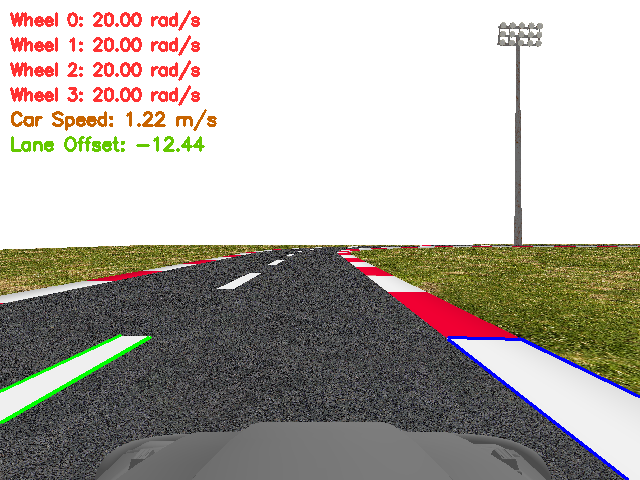 Wheel 0: 20.00 rad/s
Wheel 1: 20.00 rad/s
Wheel 2: 20.00 rad/s
Wheel 3: 20.00 rad/s
Car Speed: 1.22 m/s
Lane Offset: -12.44